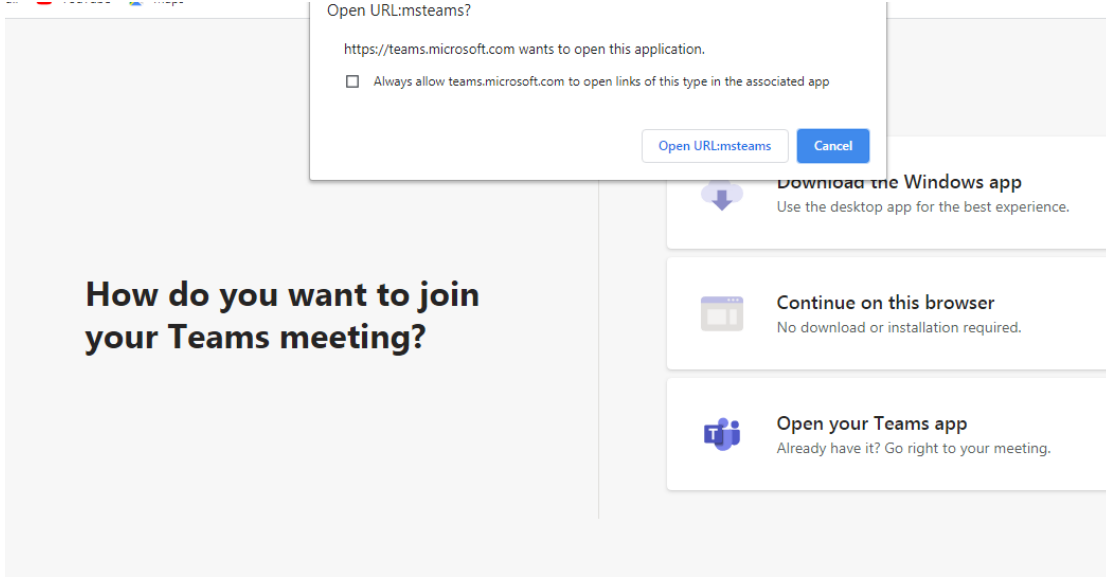 YouTube Maps
Open URL:msteams?
https://teams.microsoft.com wants to open this application.
Always allow teams.microsoft.com to open links of this type in the associated app
Open URL:msteams Cancel
Download the Windows app
Use the desktop app for the best experience.
How do you want to join
your Teams meeting?
Continue on this browser
No download or installation required.
Open your Teams app
Already have it? Go right to your meeting.